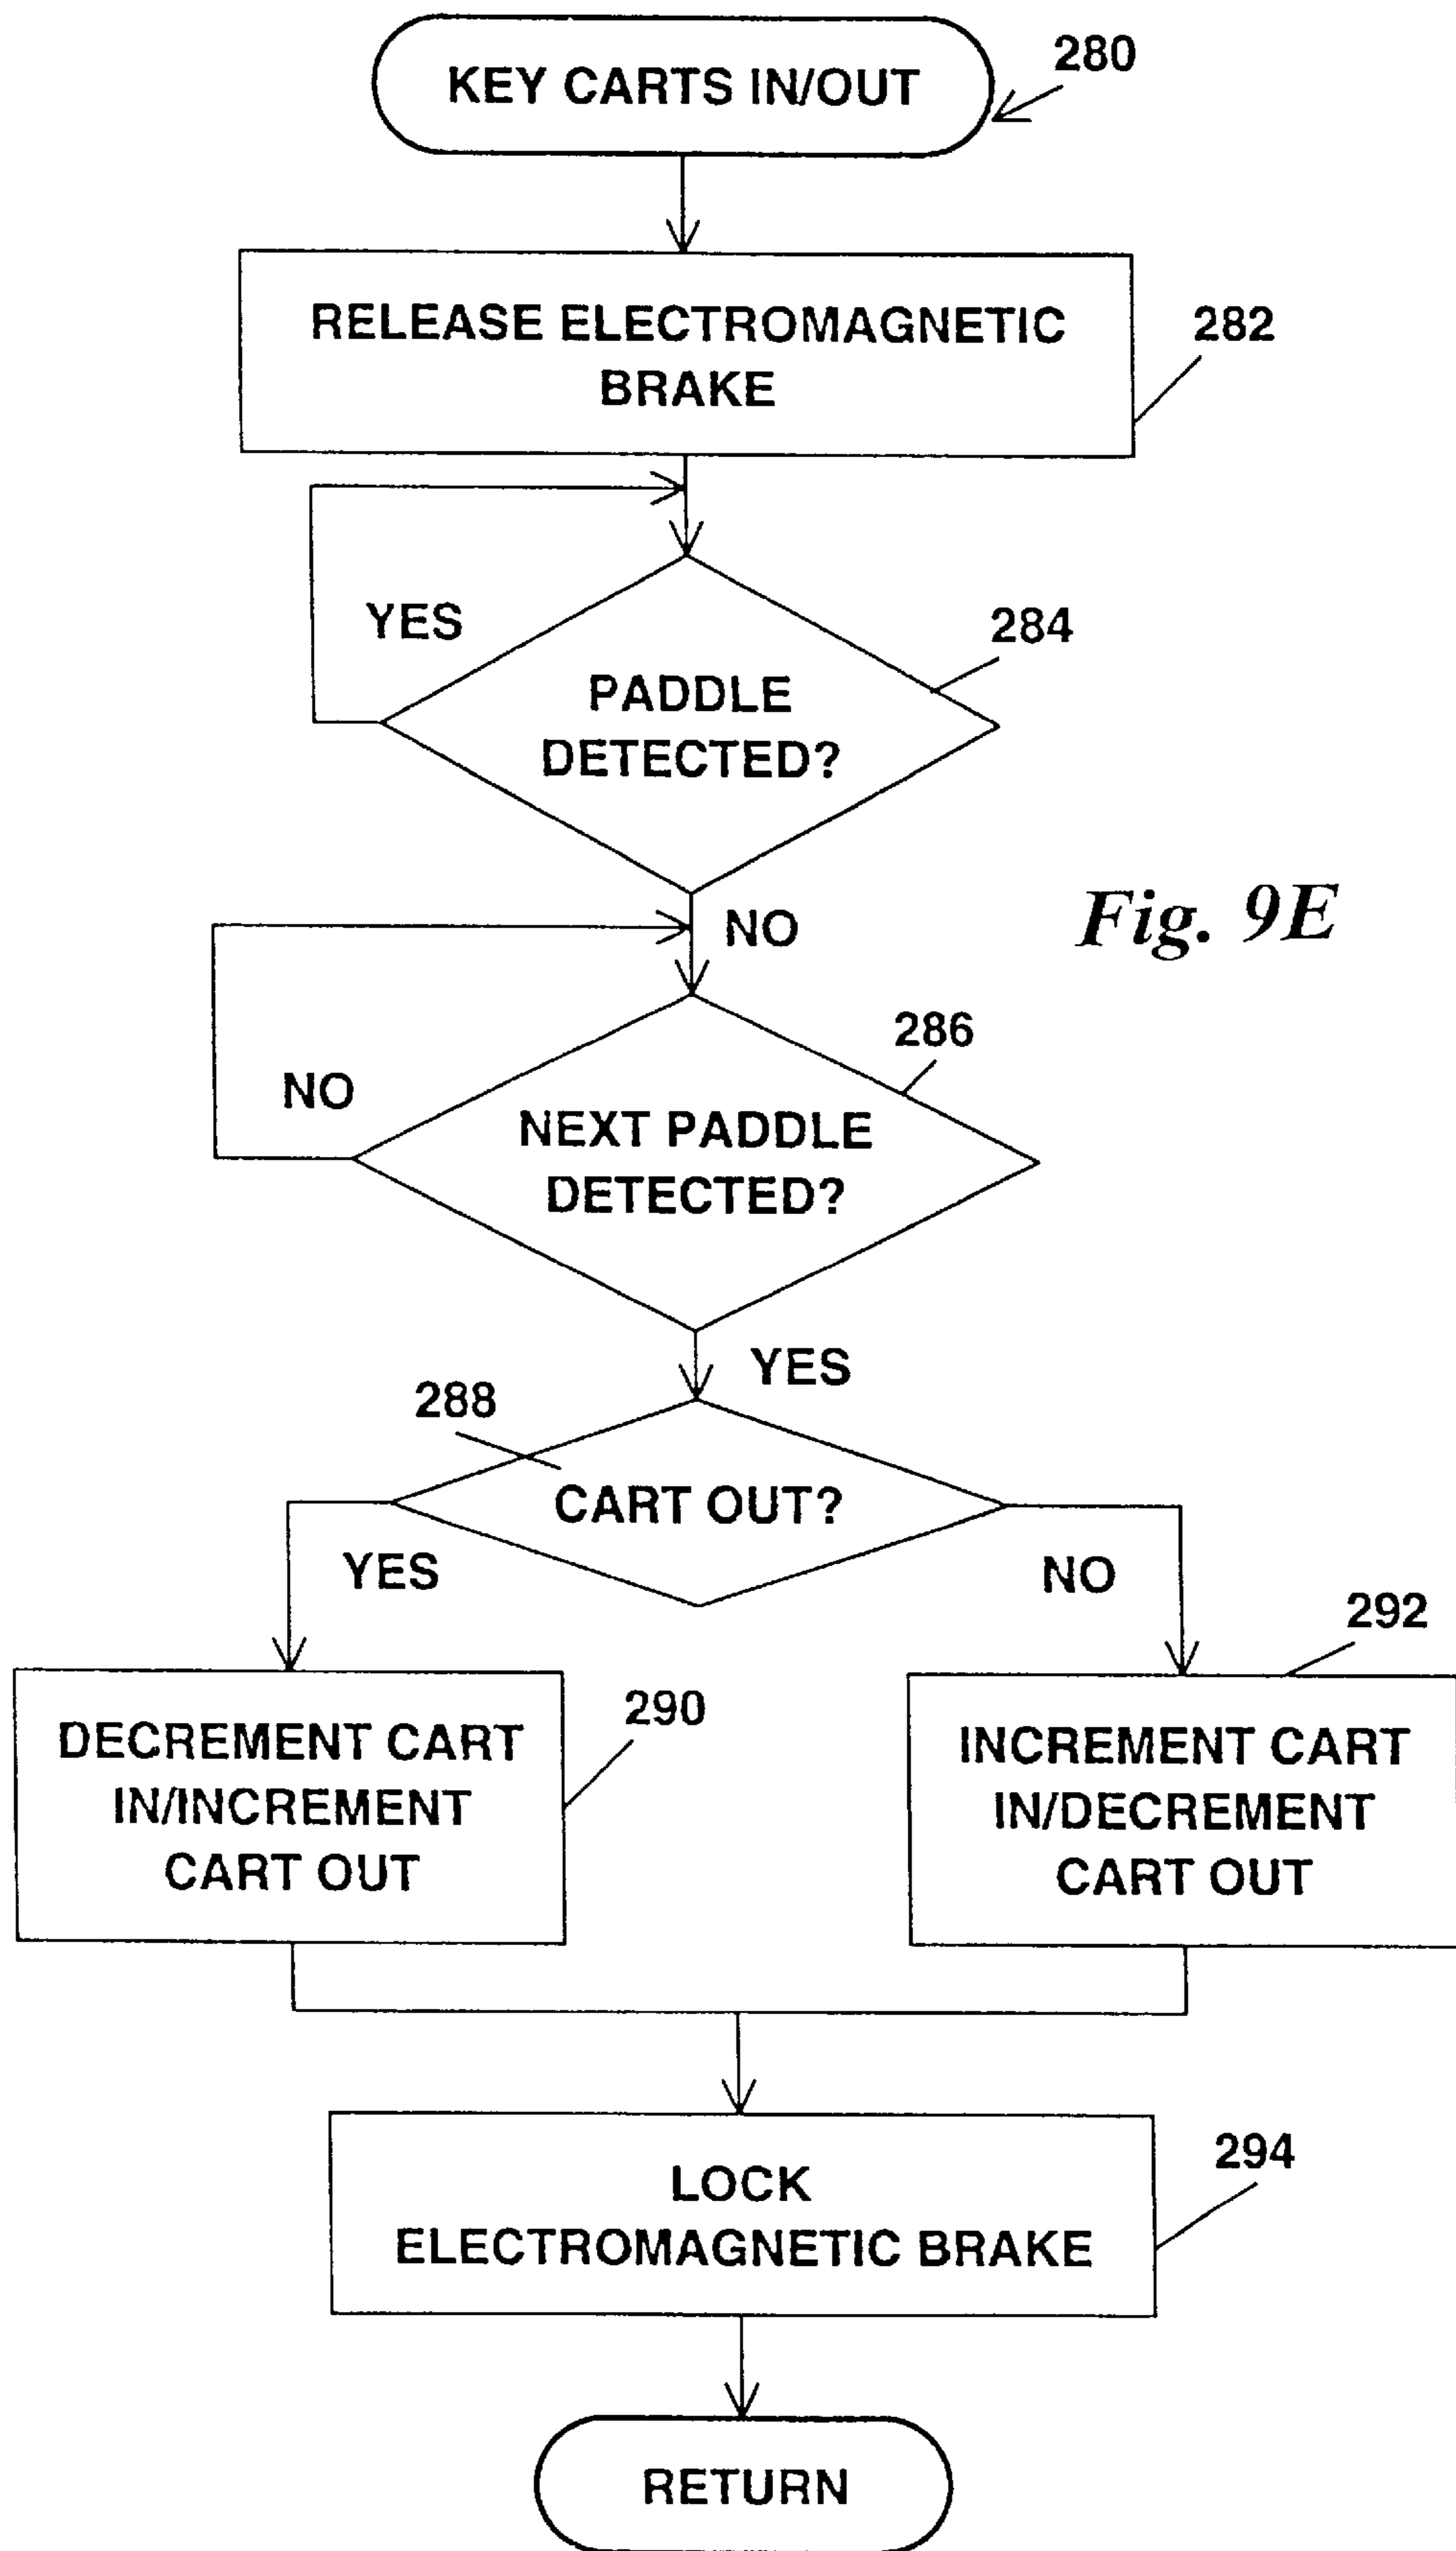 KEY CARTS IN/OUT
280
RELEASE ELECTROMAGNETIC
BRAKE
282
YES
284
PADDLE
DETECTED?
NO
Fig. 9E
286
NO
NEXT PADDLE
DETECTED?
YES
288
CART OUT?
YES
NO
292
290
DECREMENT CART
IN/INCREMENT
CART OUT
INCREMENT CART
IN/DECREMENT
CART OUT
294
LOCK
ELECTROMAGNETIC BRAKE
RETURN